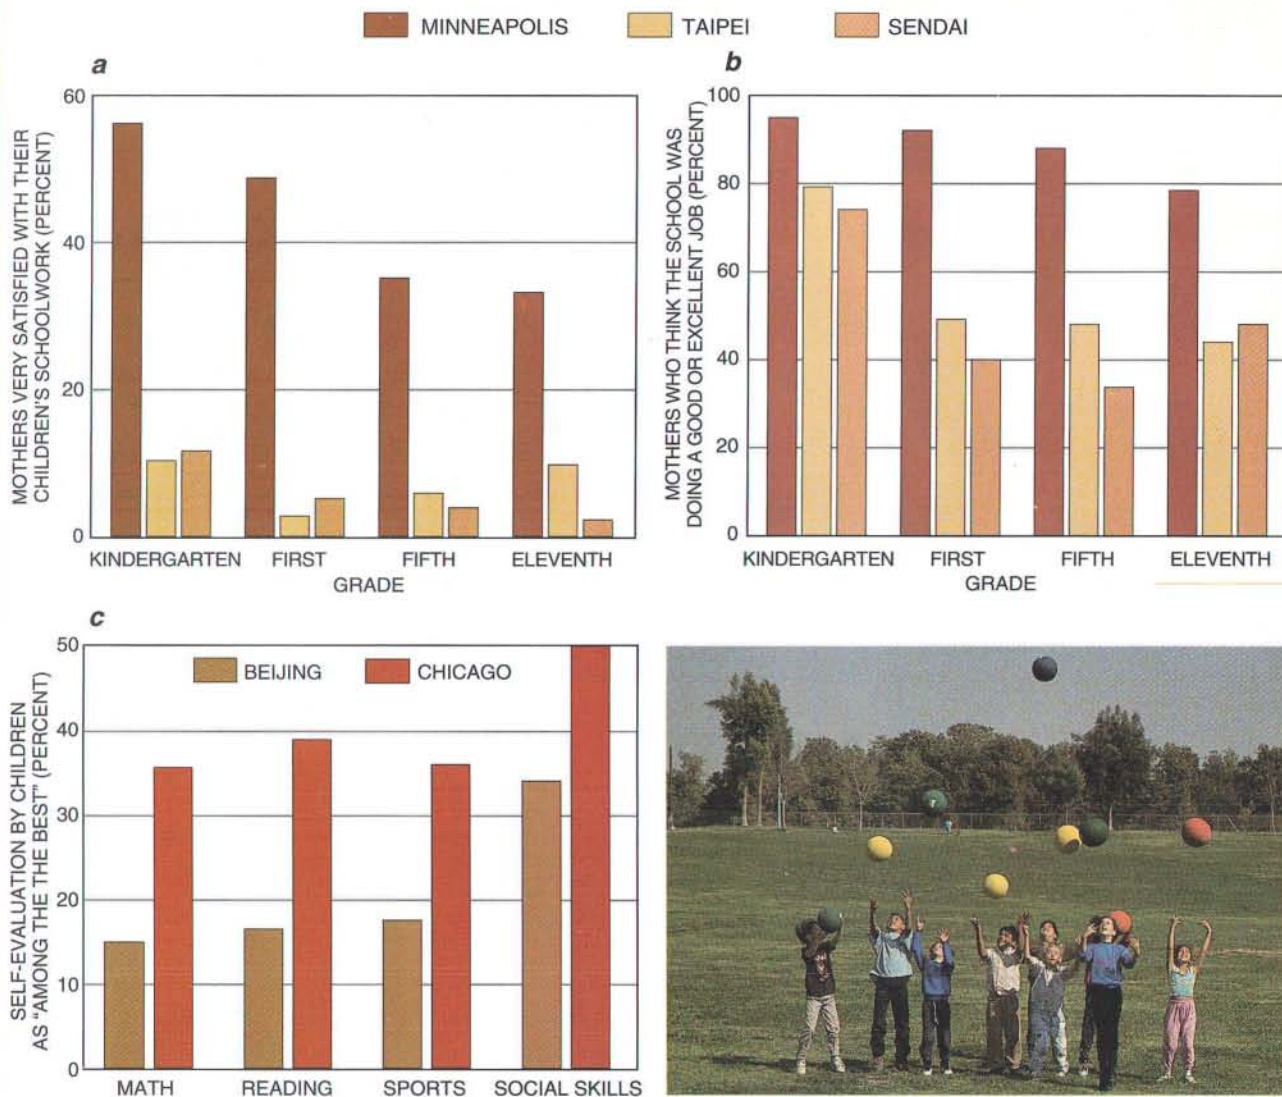 MINNEAPOLIS TAIPEI SENDAI
a
MOTHERS VERY SATISFIED WITH THEIR
CHILDREN'S SCHOOLWORK (PERCENT)
60
40
20
0
KINDERGARTEN FIRST FIFTH ELEVENTH
GRADE
b
MOTHERS WHO THINK THE SCHOOL WAS
DOING A GOOD OR EXCELLENT JOB (PERCENT)
100
80
60
40
20
0
KINDERGARTEN FIRST FIFTH ELEVENTH
GRADE
c
SELF-EVALUATION BY CHILDREN
AS "AMONG THE THE BEST" (PERCENT)
50
40
30
20
10
0
BEIJING CHICAGO
MATH READING SPORTS SOCIAL SKILLS